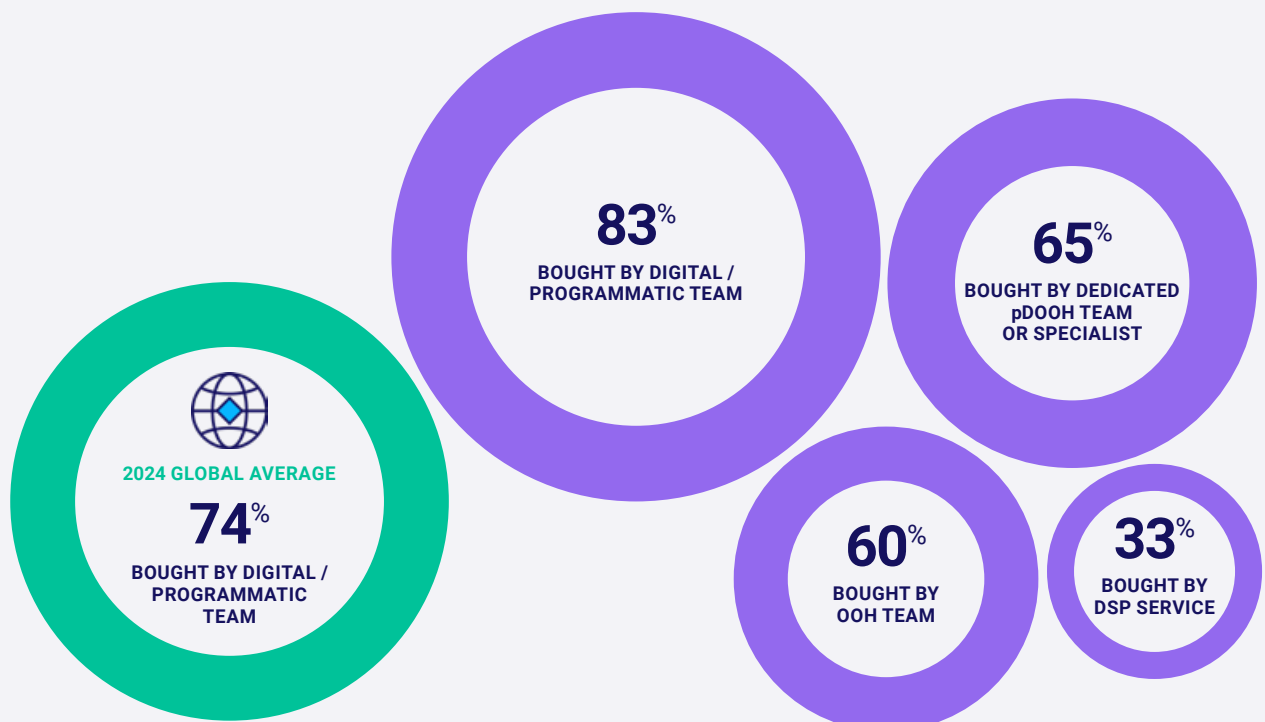 83%
BOUGHT BY DIGITAL /
PROGRAMMATIC TEAM
65%
BOUGHT BY DEDICATED
pDOOH TEAM
OR SPECIALIST
2024 GLOBAL AVERAGE
74%
BOUGHT BY DIGITAL /
PROGRAMMATIC
TEAM
60%
BOUGHT BY
OOH TEAM
33%
BOUGHT BY
DSP SERVICE